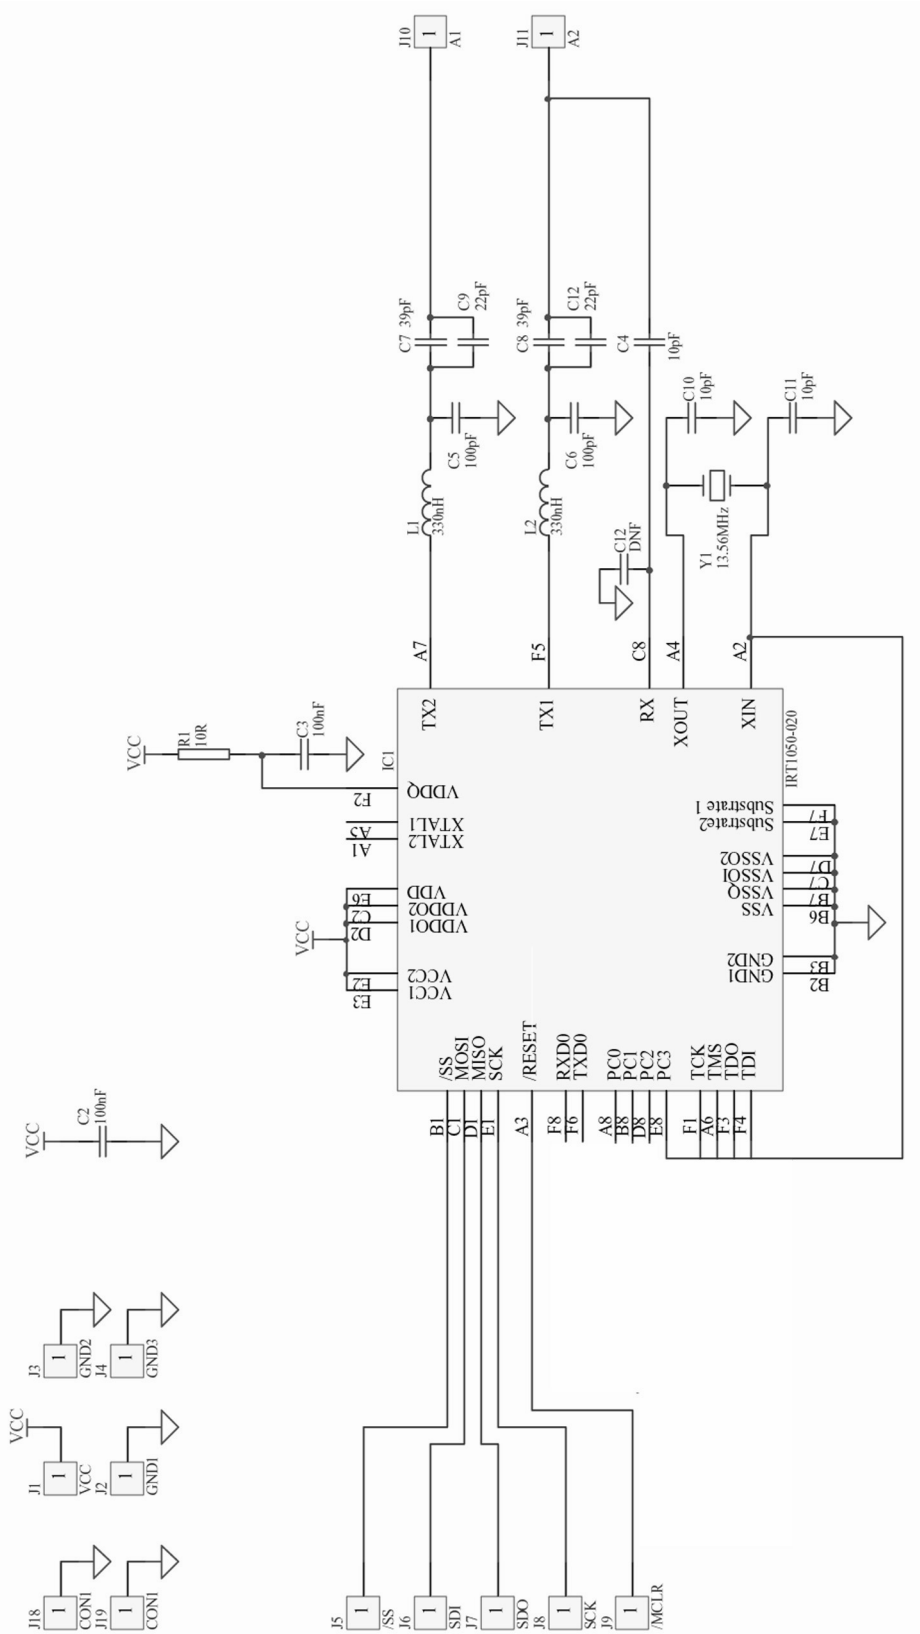 J10
1
A1
J11
1
A2
C7 39pF
C9
22pF
C8 39pF
C12
22pF
C4
10pF
C5
100pF
C6
100pF
C10
10pF
C11
10pF
L1
330nH
L2
330nH
C12
DNF
Y1
13.56MHz
A7
F5
C8
A4
A2
TX2
TX1
RX
XOUT
XIN
VCC
R1
10R
C3
100nF
IC1
IRT1050-020
F2
VDDQ
A5
XTAL1
A1
XTAL2
E6
VDD
C2
VDDO2
D2
VDDO1
VCC
E2
VCC2
E3
VCC1
Substrate 1
F7
Substrate2
E7
VSSO2
D7
VSSO1
C7
VSSQ
B7
VSS
B6
GND2
B3
GND1
B2
/SS
MOSI
MISO
SCK
/RESET
RXD0
TXD0
PC0
PC1
PC2
PC3
TCK
TMS
TDO
TDI
B1
C1
D1
E1
A3
F8
F6
A8
B8
D8
E8
F1
A6
F3
F4
VCC
C2
100nF
J3
1
GND2
J4
1
GND3
VCC
J1
1
VCC
J2
1
GND1
J18
1
CON1
J19
1
CON1
J5
1
/SS
J6
1
SDI
J7
1
SDO
J8
1
SCK
J9
1
/MCLR